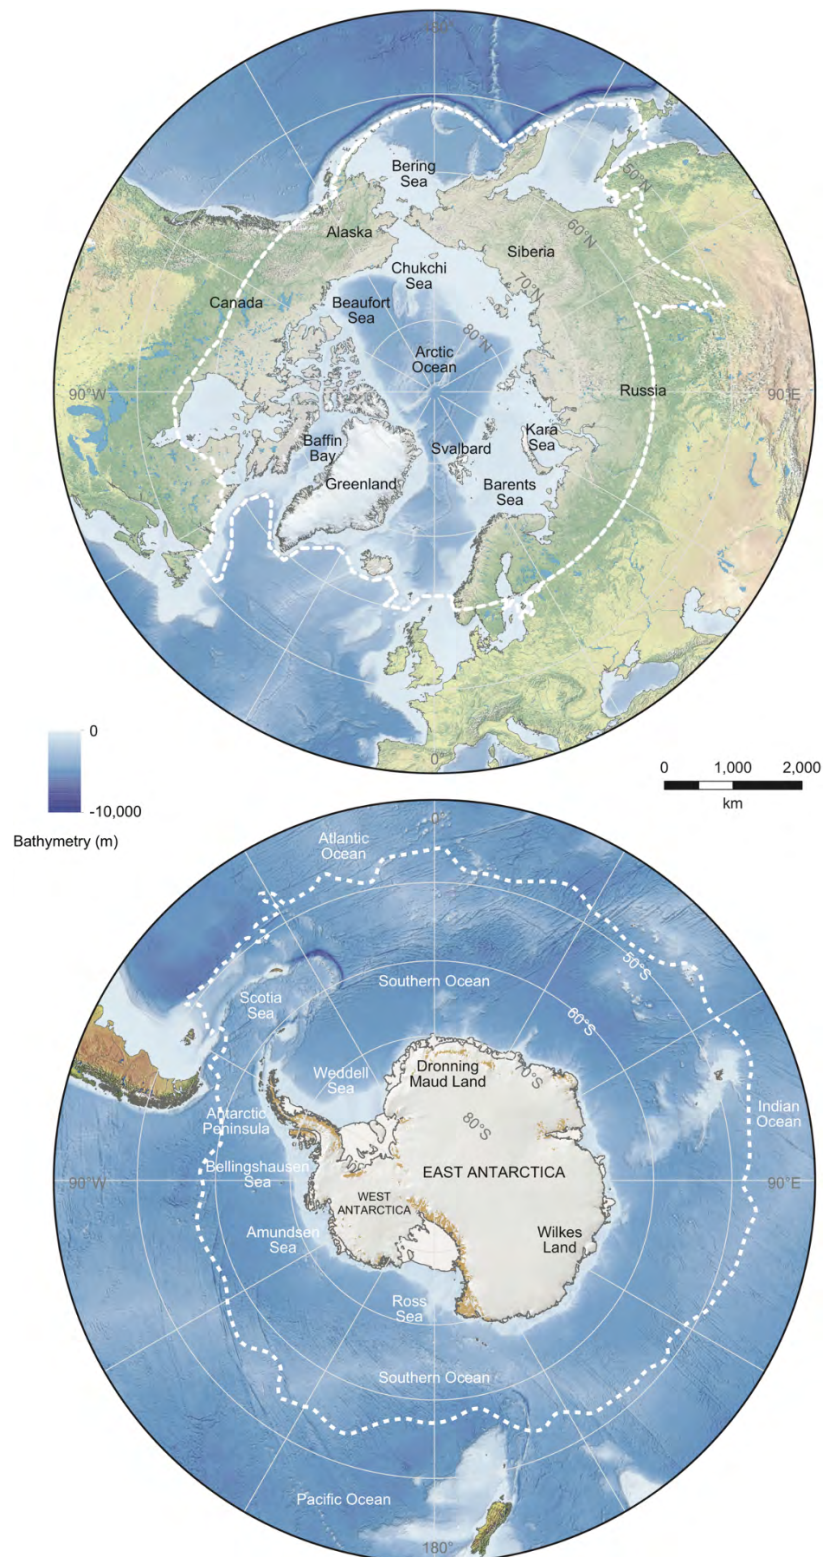 180°
Bering
Sea
50°N
Alaska
60°N
Siberia
Chukchi
Sea
70°N
Canada
Beaufort
Sea
80°N
Arctic
Ocean
90°W
Russia
90°E
Baffin
Bay
Svalbard
Kara
Sea
Greenland
Barents
Sea
0°
0
-10,000
Bathymetry (m)
0
1,000
2,000
km
0°
Atlantic
Ocean
50°S
Southern Ocean
Scotia
Sea
60°S
Weddell
Sea
Dronning
Maud Land
70°S
Antarctic
Peninsula
80°S
Indian
Ocean
Bellingshausen
Sea
EAST ANTARCTICA
90°W
90°E
WEST
ANTARCTICA
Amundsen
Sea
Wilkes
Land
Ross
Sea
Southern Ocean
Pacific Ocean
180°